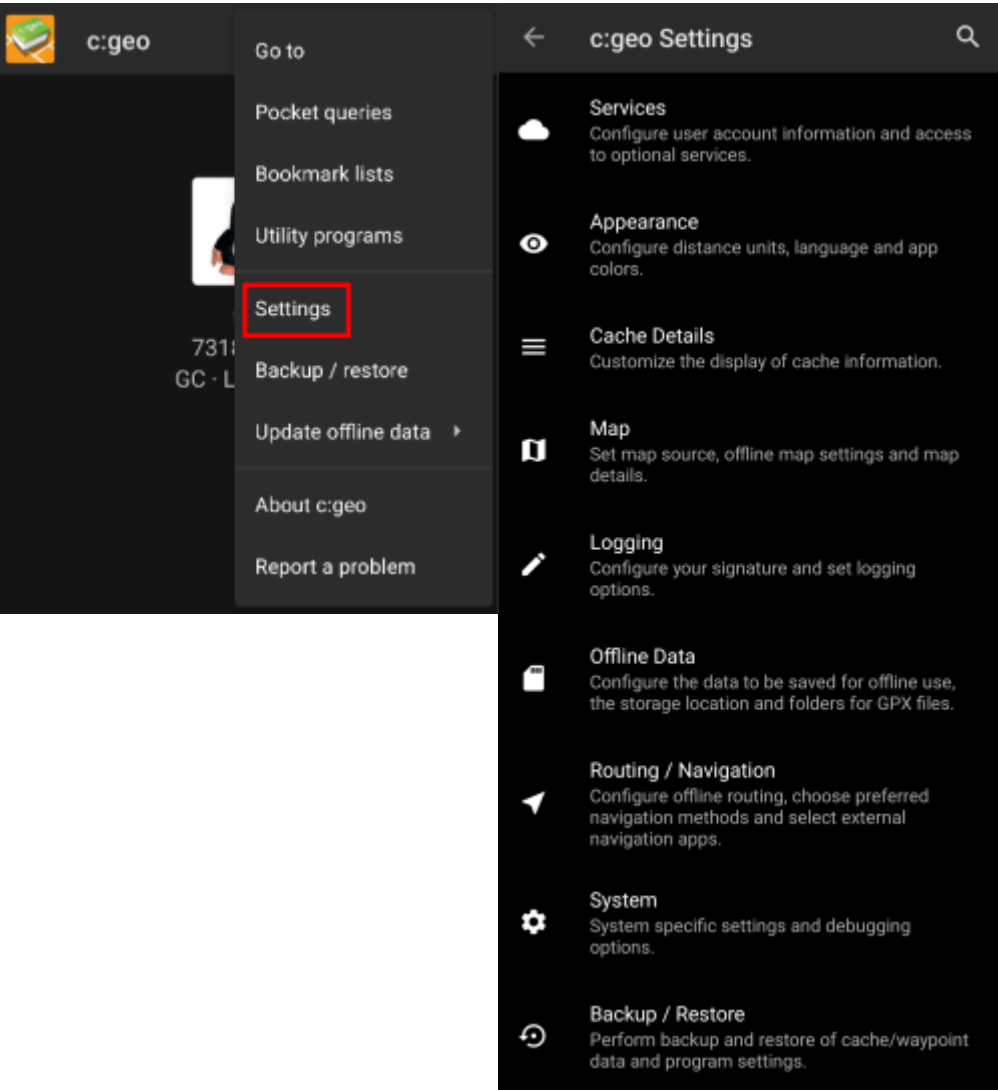 c:geo
Go to
Pocket queries
Bookmark lists
Utility programs
Settings
7318
Backup / restore
GC · L
Update offline data
About c:geo
Report a problem
c:geo Settings
Services
Configure user account information and access
to optional services.
Appearance
Configure distance units, language and app
colors.
Cache Details
Customize the display of cache information.
Map
Set map source, offline map settings and map
details.
Logging
Configure your signature and set logging
options.
Offline Data
Configure the data to be saved for offline use,
the storage location and folders for GPX files.
Routing / Navigation
Configure offline routing, choose preferred
navigation methods and select external
navigation apps.
System
System specific settings and debugging
options.
Backup / Restore
Perform backup and restore of cache/waypoint
data and program settings.